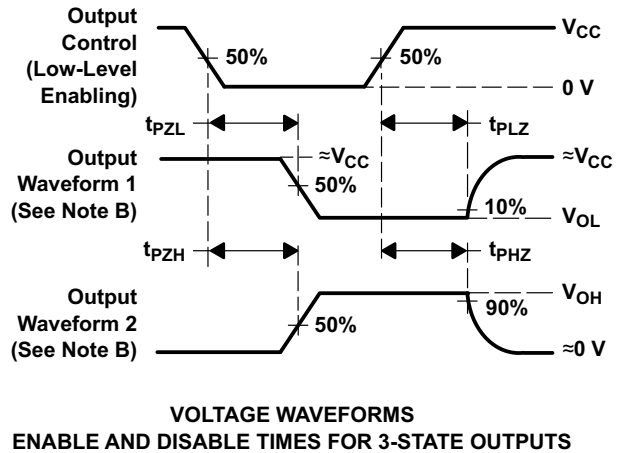 Output
Control
(Low-Level
Enabling)
50%
50%
VCC
0 V
tPZL
tPLZ
Output
Waveform 1
(See Note B)
≈VCC
50%
≈VCC
10%
VOL
tPZH
tPHZ
Output
Waveform 2
(See Note B)
50%
VOH
90%
≈0 V
VOLTAGE WAVEFORMS
ENABLE AND DISABLE TIMES FOR 3-STATE OUTPUTS